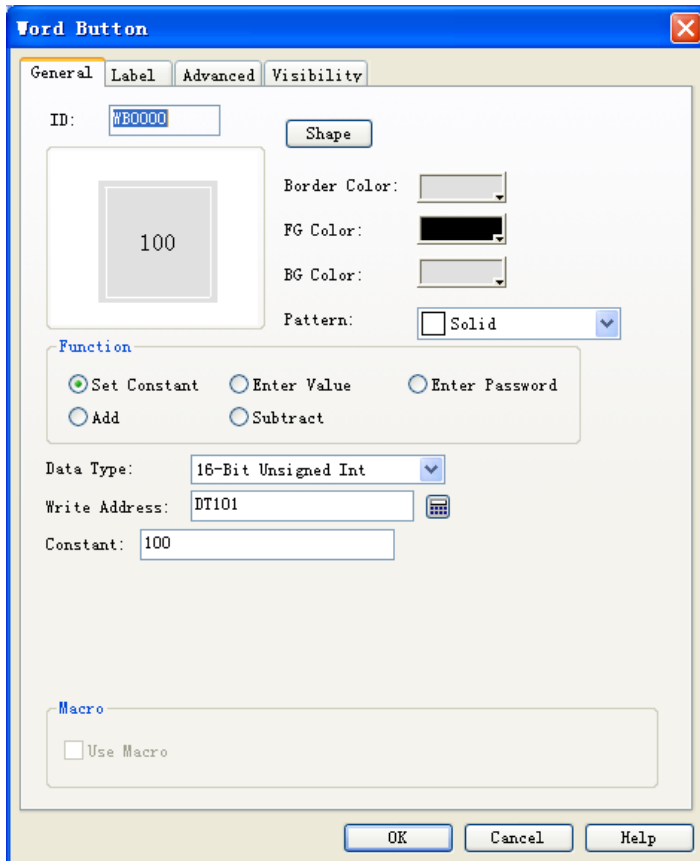 Word Button
General Label Advanced Visibility
ID: WB0000
Shape
100
Border Color:
FG Color:
BG Color:
Pattern: Solid
Function
Set Constant Enter Value Enter Password
Add Subtract
Data Type: 16-Bit Unsigned Int
Write Address: DT101
Constant: 100
Macro
Use Macro
OK Cancel Help